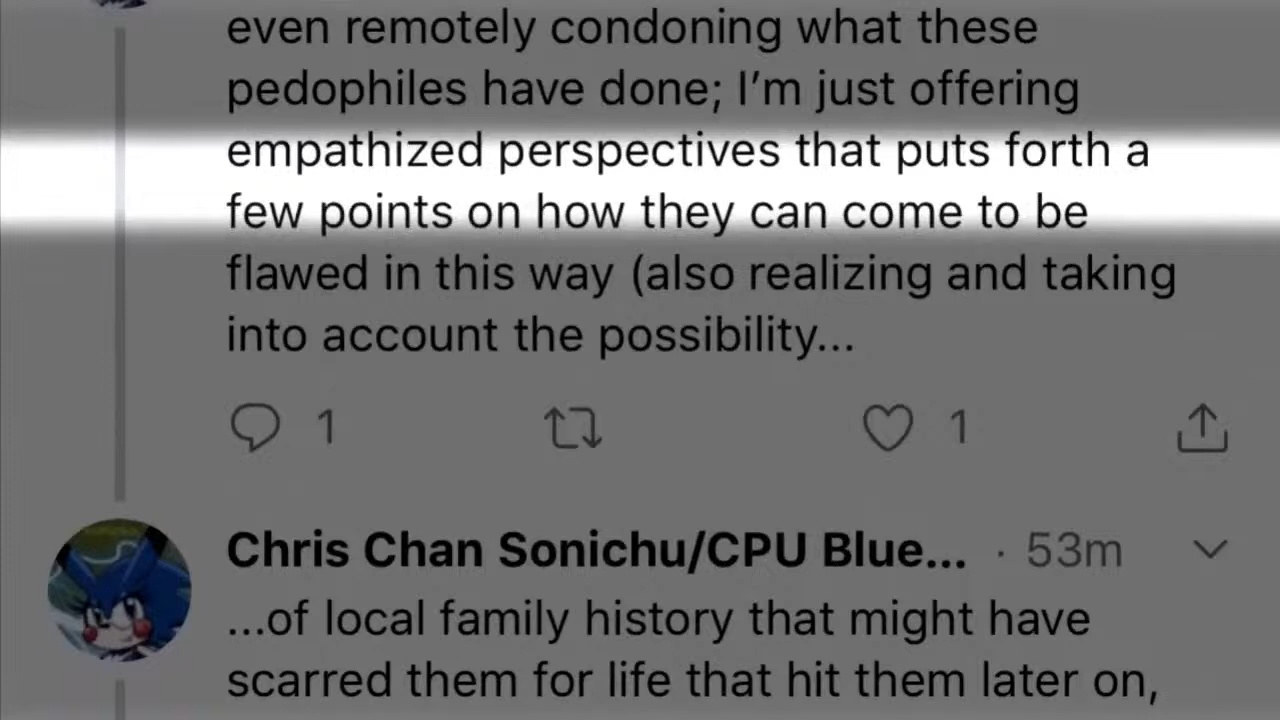 even remotely condoning what these
pedophiles have done; I’m just offering
empathized perspectives that puts forth a
few points on how they can come to be
flawed in this way (also realizing and taking
into account the possibility...
1 1
Chris Chan Sonichu/CPU Blue... · 53m
...of local family history that might have
scarred them for life that hit them later on,